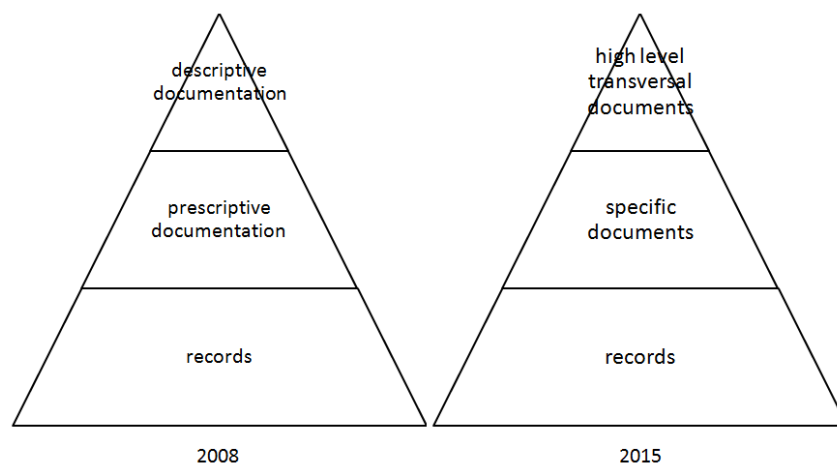 descriptive
documentation
prescriptive
documentation
records
2008
high level
transversal
documents
specific
documents
records
2015